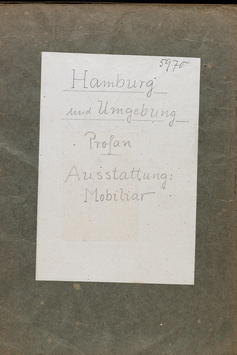 5975
Hamburg
und Umgebung
Profan
Ausstattung:
Mobiliar